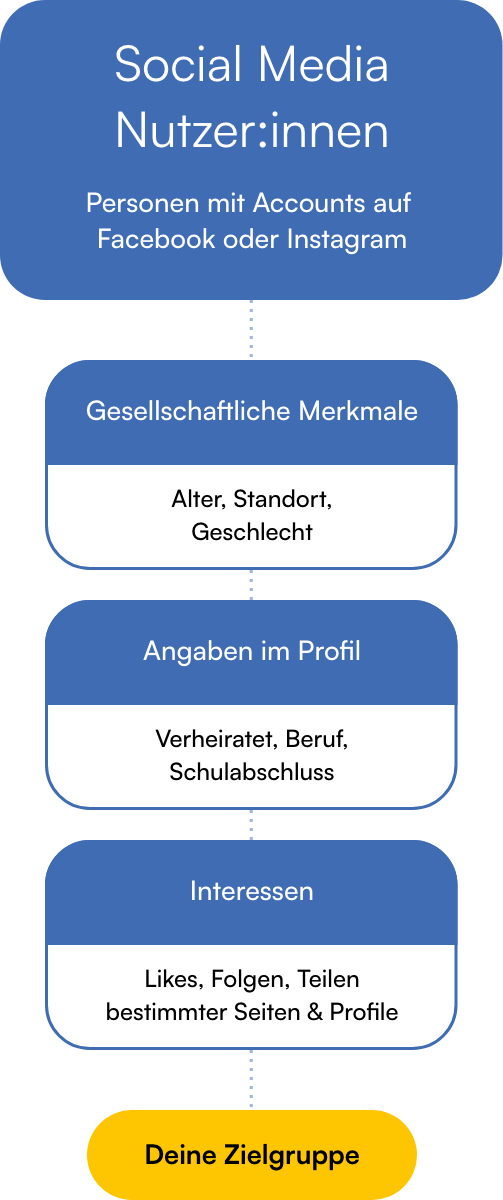 Social Media
Nutzer:innen
Personen mit Accounts auf
Facebook oder Instagram
Gesellschaftliche Merkmale
Alter, Standort,
Geschlecht
Angaben im Profil
Verheiratet, Beruf,
Schulabschluss
Interessen
Likes, Folgen, Teilen
bestimmter Seiten & Profile
Deine Zielgruppe